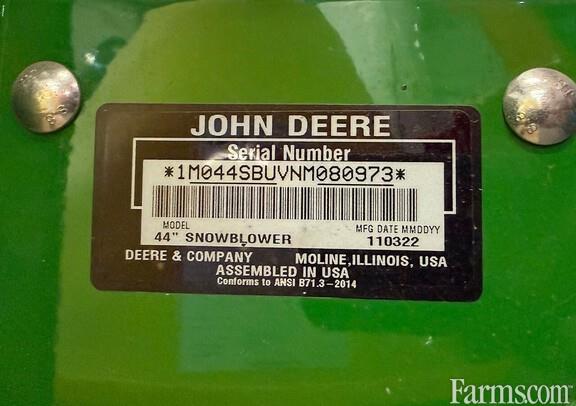 JOHN DEERE
Serial Number
*1M044SBUVNM080973*
MODEL MFG DATE MMDDYY
44" SNOWBLOWER 110322
DEERE & COMPANY MOLINE,ILLINOIS, USA
ASSEMBLED IN USA
Conforms to ANSI B71.3-2014
Farms.com